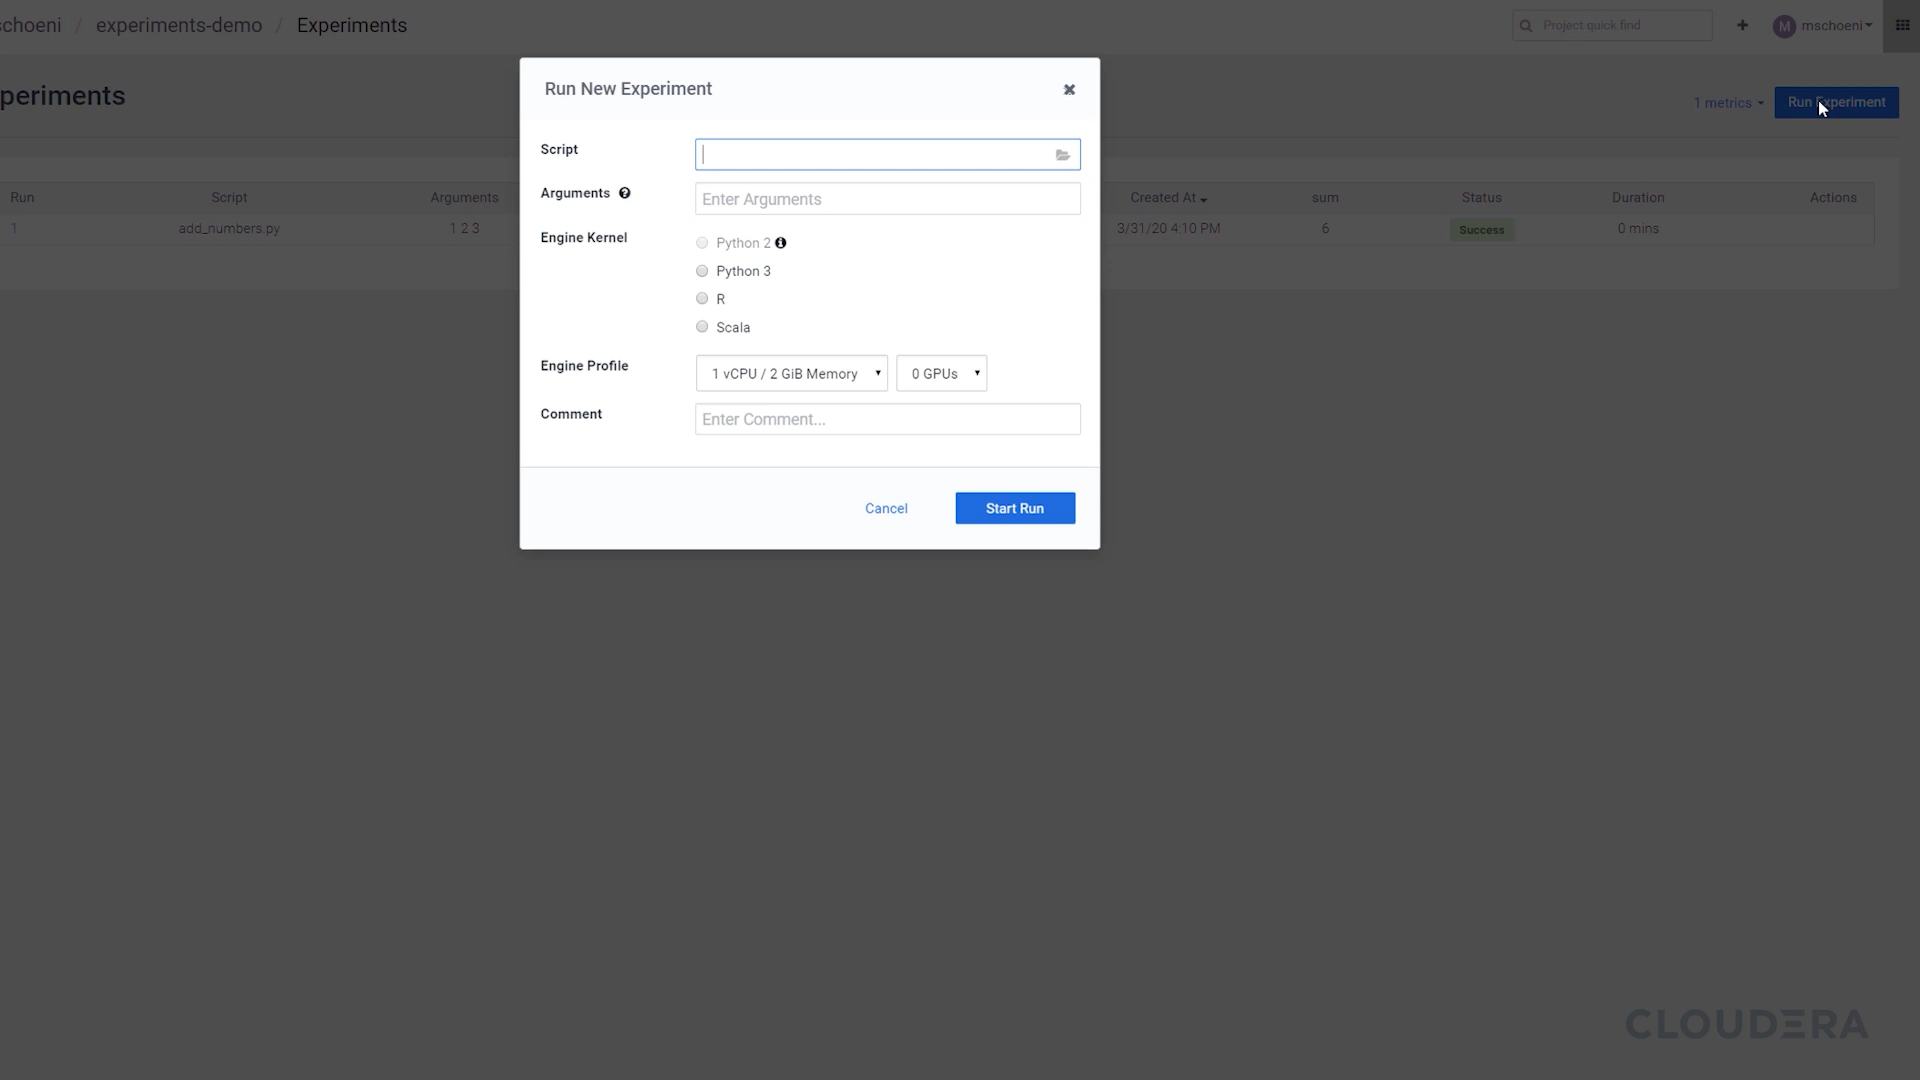 schoeni / experiments-demo / Experiments
Project quick find
+
M mschoeni
periments
1 metrics
Run Experiment
Run New Experiment
Script
Arguments
Enter Arguments
Engine Kernel
Python 2
Python 3
R
Scala
Engine Profile
1 vCPU / 2 GiB Memory
0 GPUs
Comment
Enter Comment...
Cancel
Start Run
Run Script Arguments Created At sum Status Duration Actions
1 add_numbers.py 1 2 3 3/31/20 4:10 PM 6 Success 0 mins
CLOUDERA